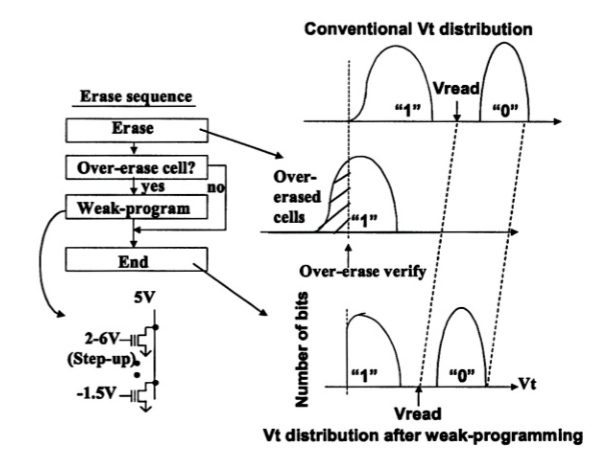 Conventional Vt distribution
Erase sequence
Erase
Over-erase cell?
yes
no
Weak-program
End
5V
2-6V
(Step-up)
-1.5V
Vread
“1”
“0”
Over-
erased
cells
“1”
Over-erase verify
Number of bits
“1”
“0”
Vt
Vread
Vt distribution after weak-programming